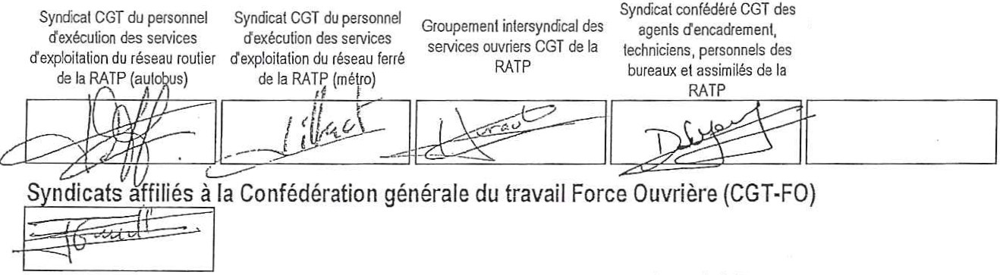 Syndicat CGT du personnel
d'exécution des services
d'exploitation du réseau routier
de la RATP (autobus)
Syndicat CGT du personnel
d'exécution des services
d'exploitation du réseau ferré
de la RATP (métro)
Groupement intersyndical des
services ouvriers CGT de la
RATP
Syndicat confédéré CGT des
agents d'encadrement,
techniciens, personnels des
bureaux et assimilés de la
RATP
Syndicats affiliés à la Confédération générale du travail Force Ouvrière (CGT-FO)